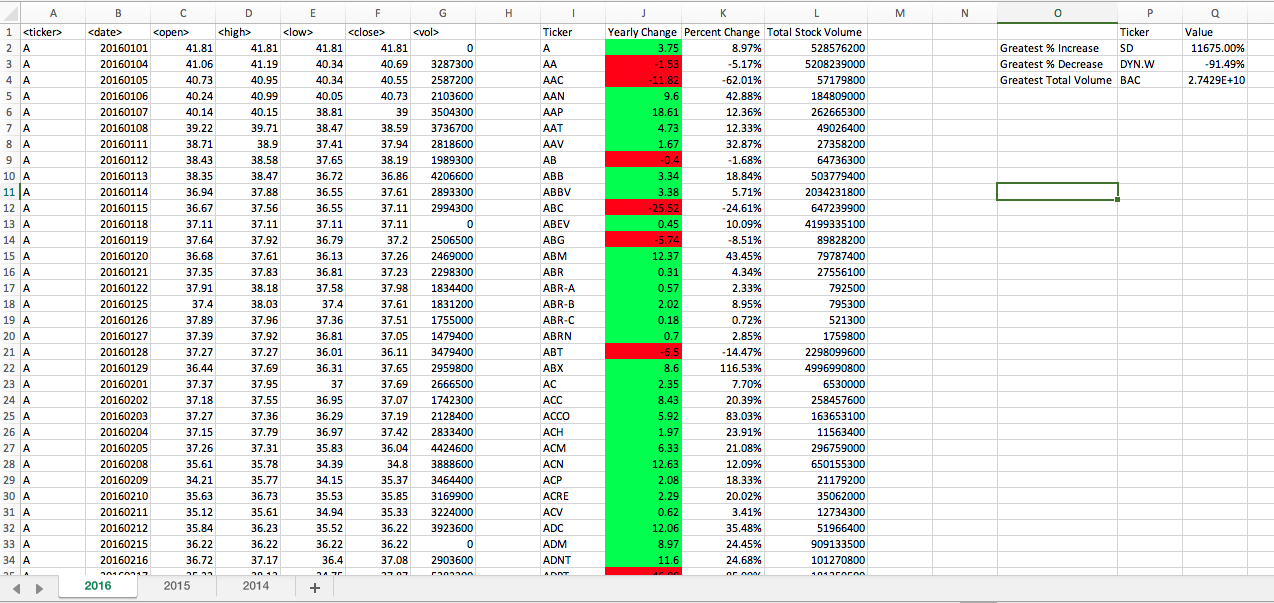 A B C D E F G H I J K L M N O P Q
1 <ticker> <date> <open> <high> <low> <close> <vol> Ticker Yearly Change Percent Change Total Stock Volume Ticker Value
2 A 20160101 41.81 41.81 41.81 41.81 0 A 3.75 8.97% 528576200 Greatest % Increase SD 11675.00%
3 A 20160104 41.06 41.19 40.34 40.69 3287300 AA -1.53 -5.17% 5208239000 Greatest % Decrease DYN.W -91.49%
4 A 20160105 40.73 40.95 40.34 40.55 2587200 AAC -11.82 -62.01% 57179800 Greatest Total Volume BAC 2.7429E+10
5 A 20160106 40.24 40.99 40.05 40.73 2103600 AAN 9.6 42.88% 184809000
6 A 20160107 40.14 40.15 38.81 39 3504300 AAP 18.61 12.36% 262665300
7 A 20160108 39.22 39.71 38.47 38.59 3736700 AAT 4.73 12.33% 49026400
8 A 20160111 38.71 38.9 37.41 37.94 2818600 AAV 1.67 32.87% 27358200
9 A 20160112 38.43 38.58 37.65 38.19 1989300 AB -0.4 -1.68% 64736300
10 A 20160113 38.35 38.47 36.72 36.86 4206600 ABB 3.34 18.84% 503779400
11 A 20160114 36.94 37.88 36.55 37.61 2893300 ABBV 3.38 5.71% 2034231800
12 A 20160115 36.67 37.56 36.55 37.11 2994300 ABC -25.52 -24.61% 647239900
13 A 20160118 37.11 37.11 37.11 37.11 0 ABEV 0.45 10.09% 4199335100
14 A 20160119 37.64 37.92 36.79 37.2 2506500 ABG -5.74 -8.51% 89828200
15 A 20160120 36.68 37.61 36.13 37.26 2469000 ABM 12.37 43.45% 79787400
16 A 20160121 37.35 37.83 36.81 37.23 2298300 ABR 0.31 4.34% 27556100
17 A 20160122 37.91 38.18 37.58 37.98 1834400 ABR-A 0.57 2.33% 792500
18 A 20160125 37.4 38.03 37.4 37.61 1831200 ABR-B 2.02 8.95% 795300
19 A 20160126 37.89 37.96 37.36 37.51 1755000 ABR-C 0.18 0.72% 521300
20 A 20160127 37.39 37.92 36.81 37.05 1479400 ABRN 0.7 2.85% 1759800
21 A 20160128 37.27 37.27 36.01 36.11 3479400 ABT -6.5 -14.47% 2298099600
22 A 20160129 36.44 37.69 36.31 37.65 2959800 ABX 8.6 116.53% 4996990800
23 A 20160201 37.37 37.95 37 37.69 2666500 AC 2.35 7.70% 6530000
24 A 20160202 37.18 37.55 36.95 37.07 1742300 ACC 8.43 20.39% 258457600
25 A 20160203 37.27 37.36 36.29 37.19 2128400 ACCO 5.92 83.03% 163653100
26 A 20160204 37.15 37.79 36.97 37.42 2833400 ACH 1.97 23.91% 11563400
27 A 20160205 37.26 37.31 35.83 36.04 4424600 ACM 6.33 21.08% 296759000
28 A 20160208 35.61 35.78 34.39 34.8 3888600 ACN 12.63 12.09% 650155300
29 A 20160209 34.21 35.77 34.15 35.37 3464400 ACP 2.08 18.33% 21179200
30 A 20160210 35.63 36.73 35.53 35.85 3169900 ACRE 2.29 20.02% 35062000
31 A 20160211 35.12 35.61 34.94 35.33 3224000 ACV 0.62 3.41% 12734300
32 A 20160212 35.84 36.23 35.52 36.22 3923600 ADC 12.06 35.48% 51966400
33 A 20160215 36.22 36.22 36.22 36.22 0 ADM 8.97 24.45% 909133500
34 A 20160216 36.72 37.17 36.4 37.08 2903600 ADNT 11.6 24.68% 101270800
2016 2015 2014